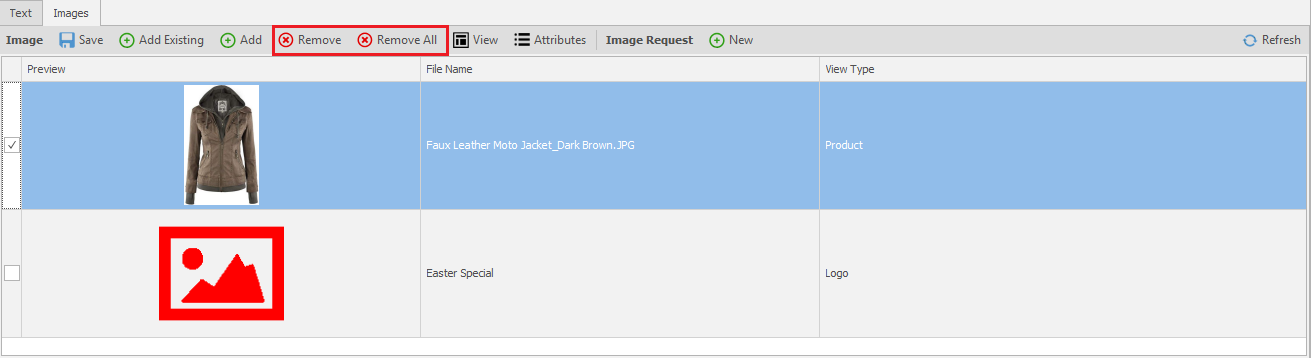 Text Images
Image Save Add Existing Add Remove Remove All View Attributes Image Request New Refresh
Preview File Name View Type
Faux Leather Moto Jacket_Dark Brown.JPG Product
Easter Special Logo